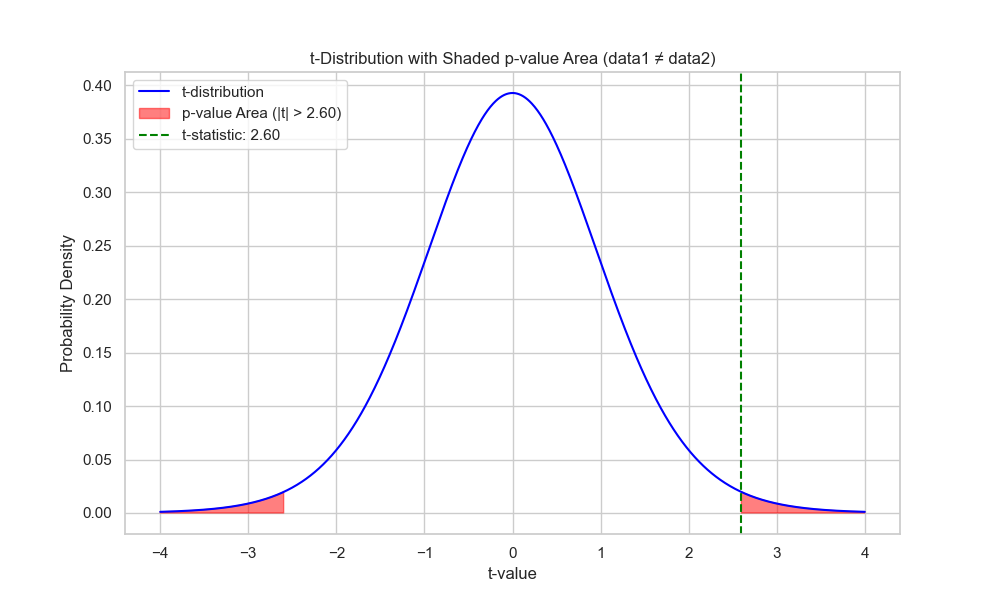 t-Distribution with Shaded p-value Area (data1 ≠ data2)
t-distribution
p-value Area (|t| > 2.60)
t-statistic: 2.60
Probability Density
0.40
0.35
0.30
0.25
0.20
0.15
0.10
0.05
0.00
−4 −3 −2 −1 0 1 2 3 4
t-value